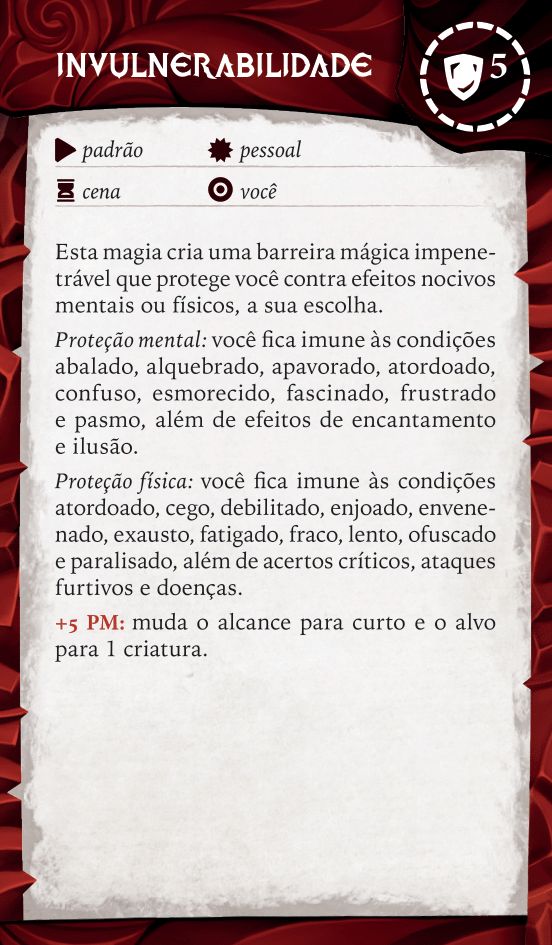 INVULNERABILIDADE
5
padrão pessoal
cena você
Esta magia cria uma barreira mágica impene-
trável que protege você contra efeitos nocivos
mentais ou físicos, a sua escolha.
Proteção mental: você fica imune às condições
abalado, alquebrado, apavorado, atordoado,
confuso, esmorecido, fascinado, frustrado
e pasmo, além de efeitos de encantamento
e ilusão.
Proteção física: você fica imune às condições
atordoado, cego, debilitado, enjoado, envene-
nado, exausto, fatigado, fraco, lento, ofuscado
e paralisado, além de acertos críticos, ataques
furtivos e doenças.
+5 PM: muda o alcance para curto e o alvo
para 1 criatura.